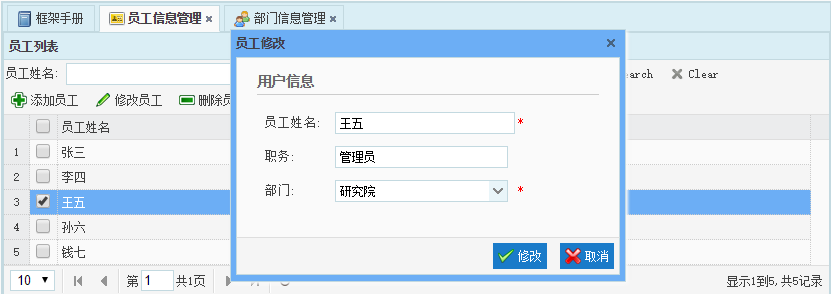 框架手册 员工信息管理 × 部门信息管理 ×
员工列表
员工修改 ×
员工姓名: arch Clear
添加员工 修改员工 删除员
用户信息
员工姓名
员工姓名: 王五 *
职务: 管理员
部门: 研究院 *
1 张三
2 李四
3 王五
4 孙六
5 钱七
修改 取消
10 第 1 共1页 显示1到5, 共5记录